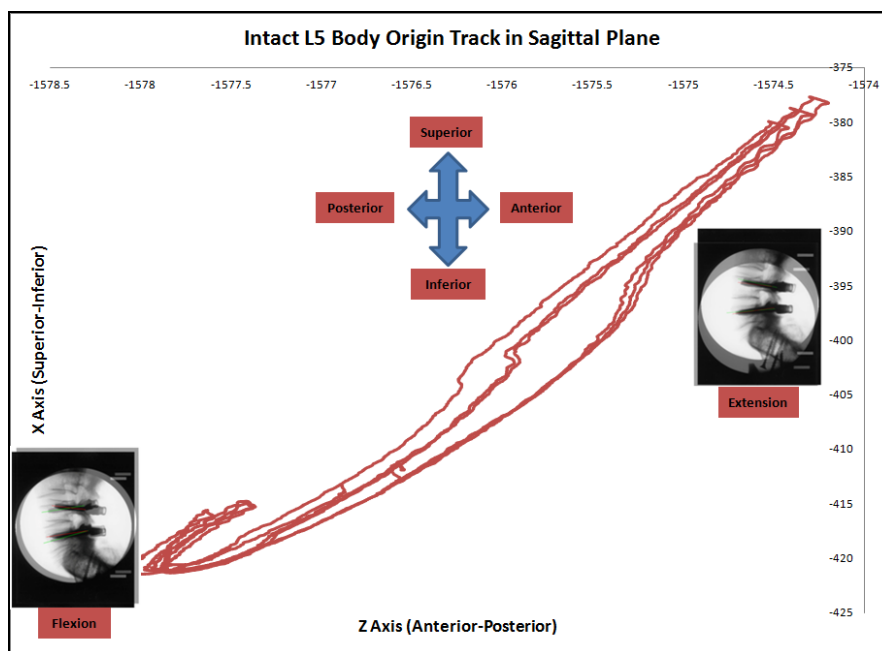 Intact L5 Body Origin Track in Sagittal Plane
-1578.5 -1578 -1577.5 -1577 -1576.5 -1576 -1575.5 -1575 -1574.5 -1574
-375
-380
-385
-390
-395
-400
-405
-410
-415
-420
-425
Superior
Posterior
Anterior
Inferior
Extension
Flexion
X Axis (Superior-Inferior)
Z Axis (Anterior-Posterior)